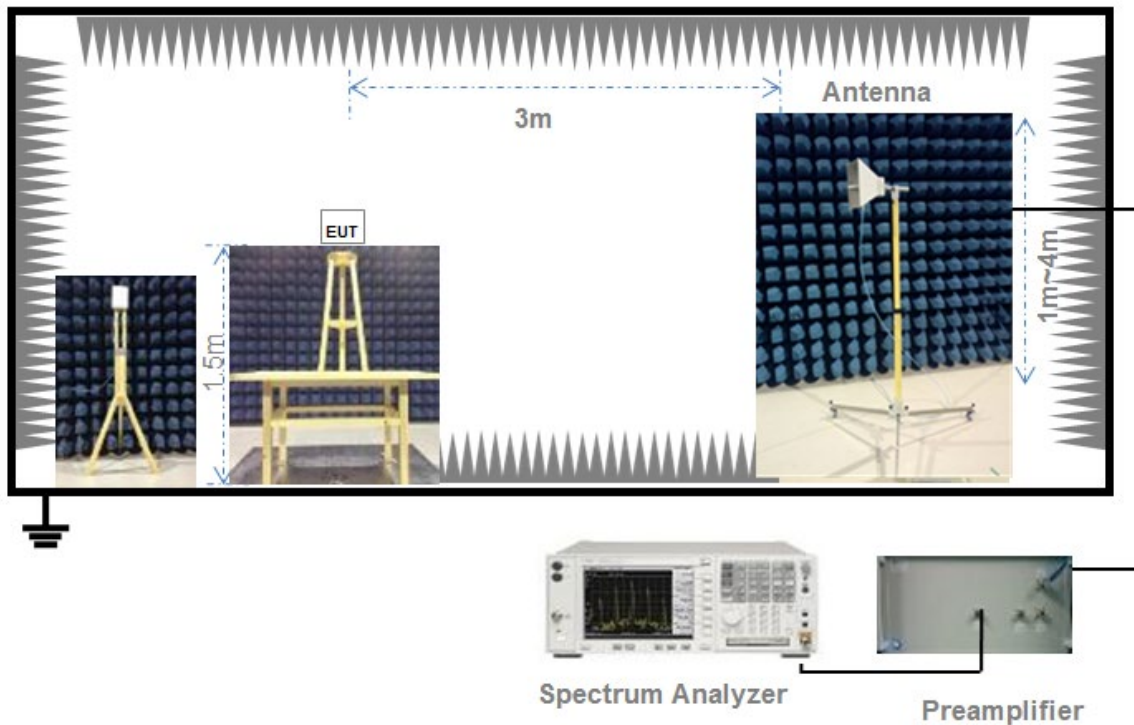 Antenna
3m
EUT
1.5m
1m~4m
Spectrum Analyzer
Preamplifier